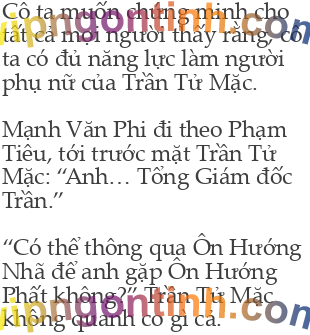 Cô ta muốn chứng minh cho
tất cả mọi người thấy rằng, cô
ta có đủ năng lực làm người
phụ nữ của Trần Tử Mặc.
Mạnh Văn Phi đi theo Phạm
Tiêu, tới trước mặt Trần Tử
Mặc: “Anh… Tổng Giám đốc
Trần.”
“Có thể thông qua Ôn Hướng
Nhã để anh gặp Ôn Hướng
Phất không?” Trần Tử Mặc
không quanh co gì cả.
vipngontinh.com
vipngontinh.com